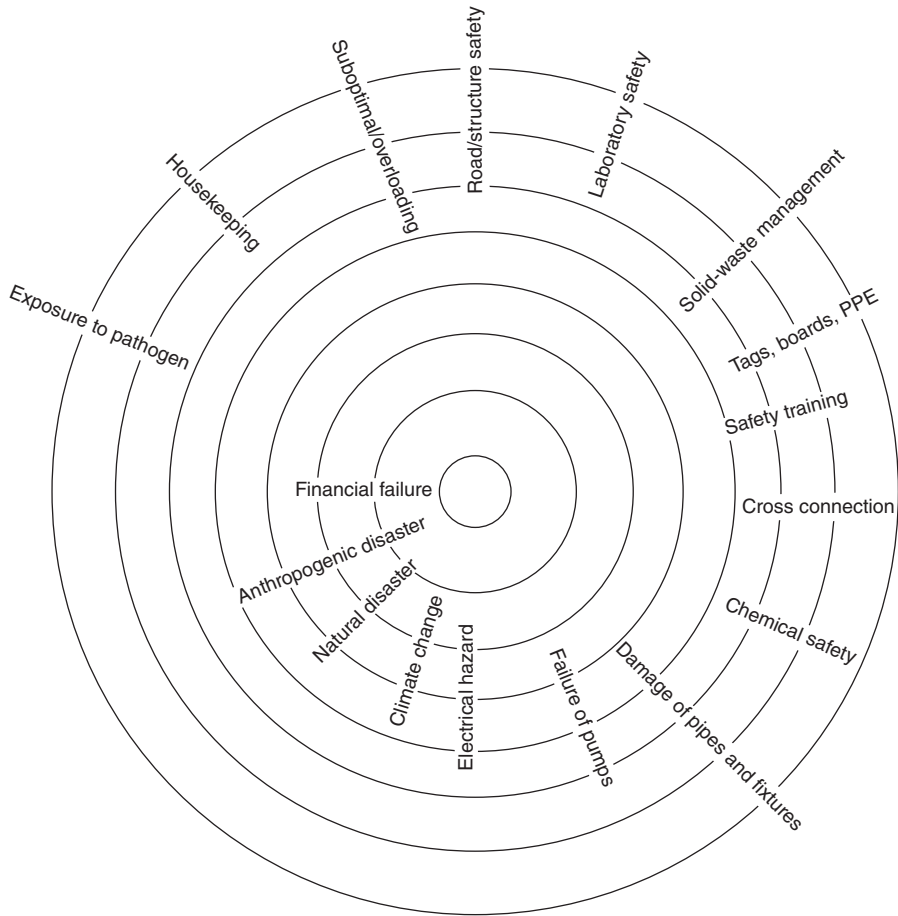 Suboptimal/overloading
Road/structure safety
Laboratory safety
Housekeeping
Solid-waste management
Exposure to pathogen
Tags, boards, PPE
Safety training
Financial failure
Cross connection
Anthropogenic disaster
Natural disaster
Climate change
Electrical hazard
Failure of pumps
Damage of pipes and fixtures
Chemical safety